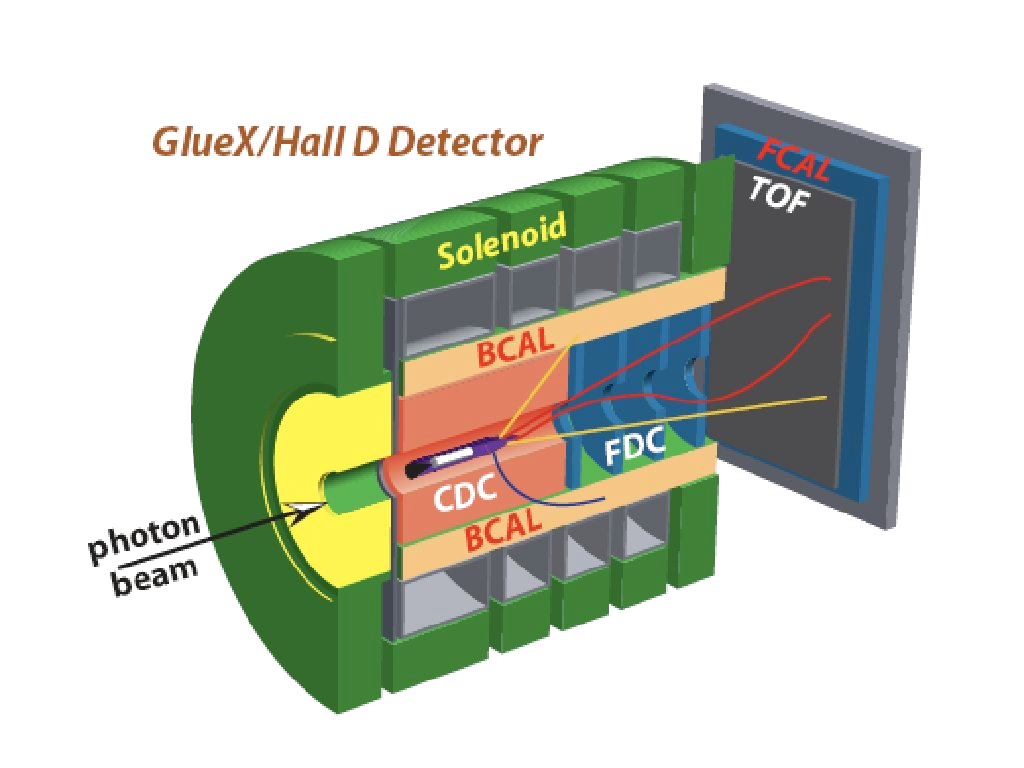 GlueX/Hall D Detector
FCAL
TOF
Solenoid
BCAL
FDC
CDC
BCAL
photon
beam